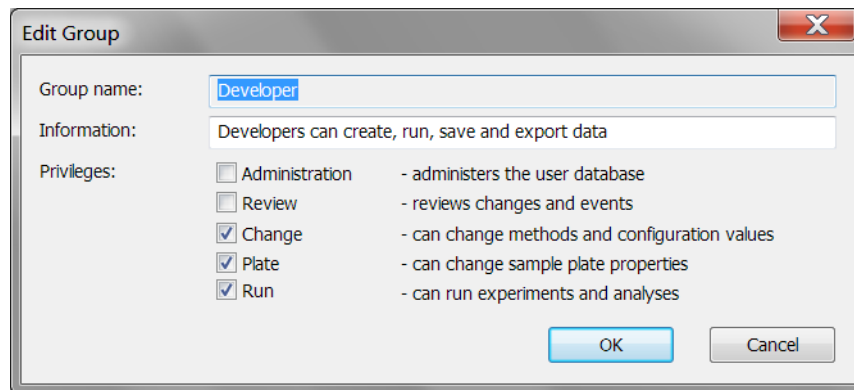 Edit Group
Group name: Developer
Information: Developers can create, run, save and export data
Privileges: Administration - administers the user database
Review - reviews changes and events
Change - can change methods and configuration values
Plate - can change sample plate properties
Run - can run experiments and analyses
OK Cancel